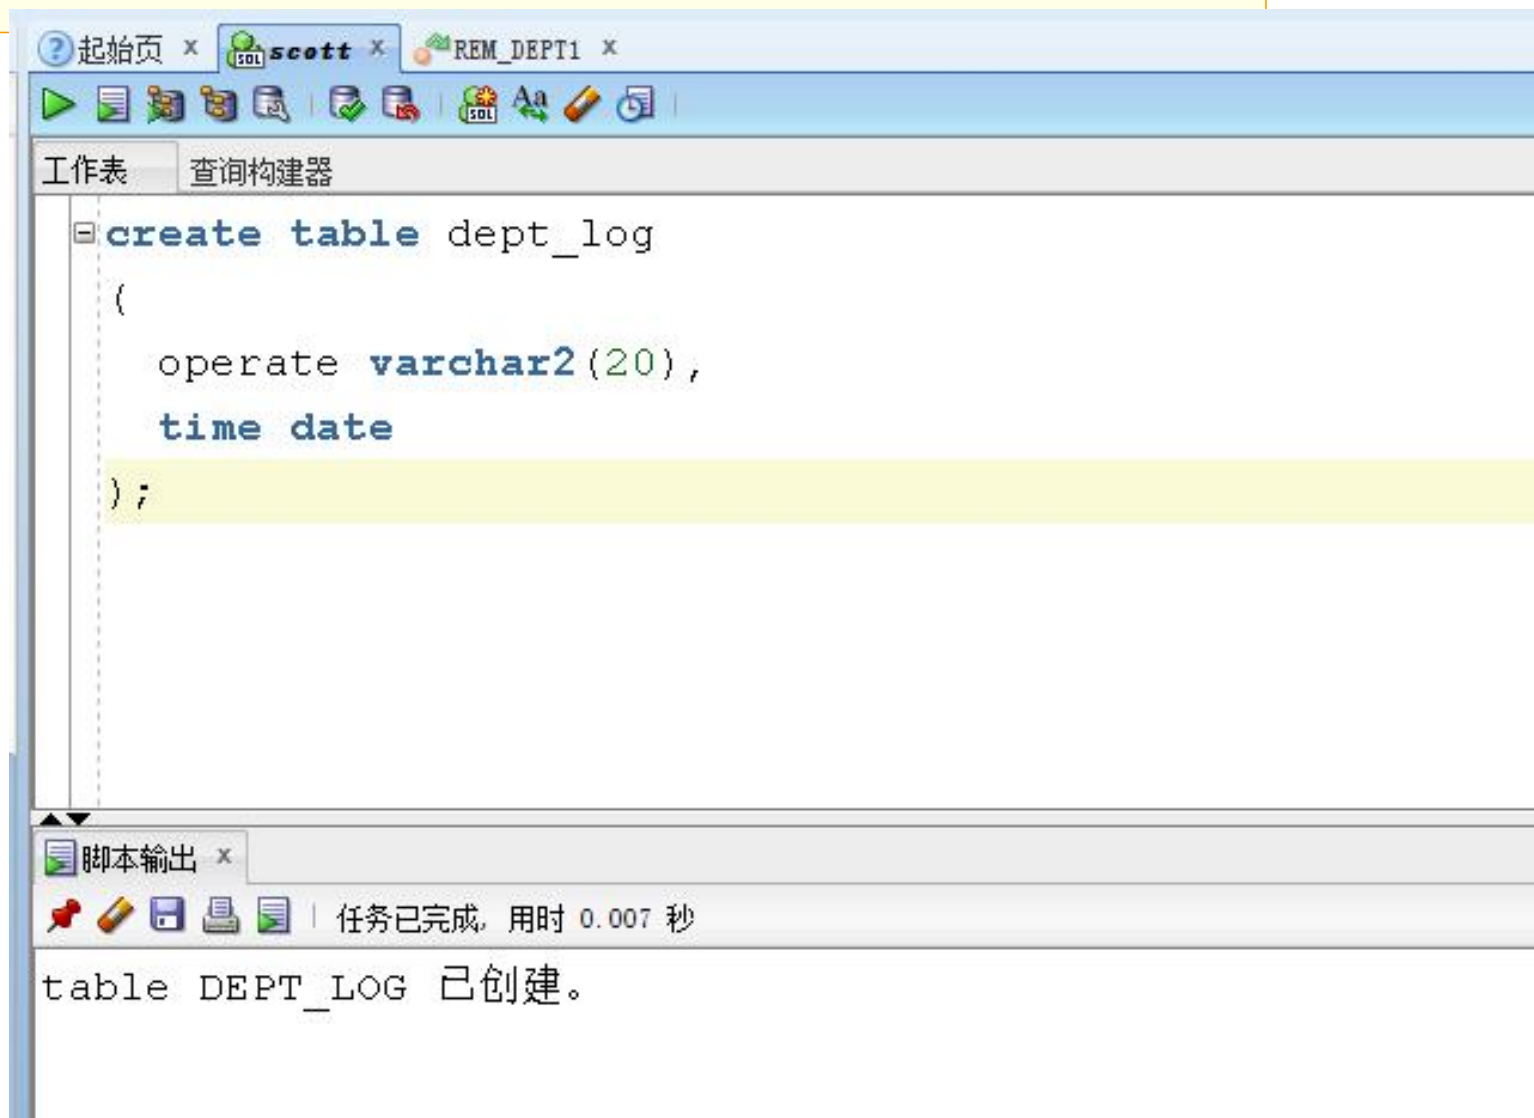 起始页 scott REM_DEPT1
工作表 查询构建器
create table dept_log
(
operate varchar2(20),
time date
);
脚本输出
任务已完成, 用时 0.007 秒
table DEPT_LOG 已创建。